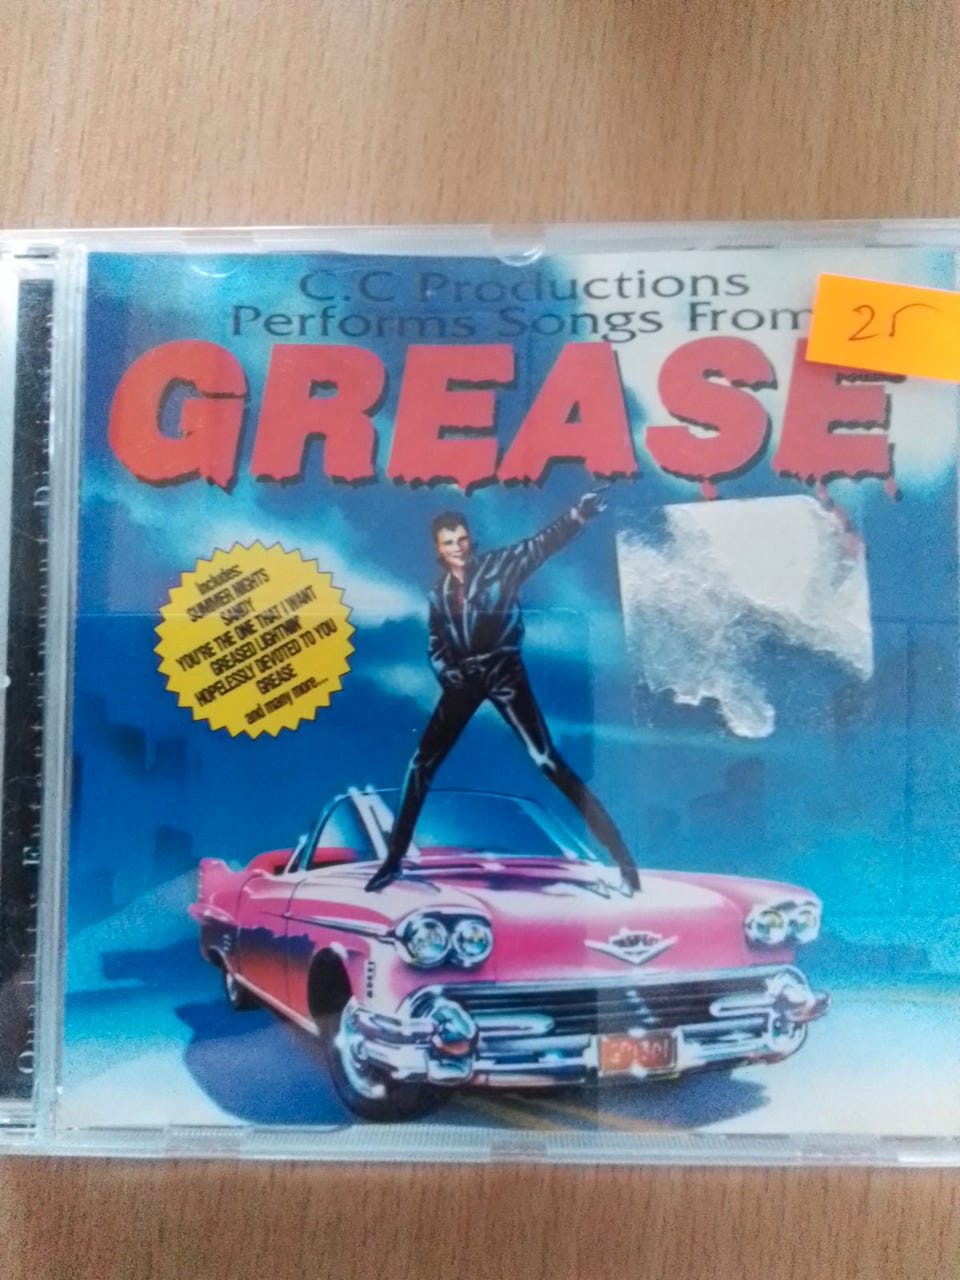 C.C Productions
Performs Songs From
GREASE
25
Includes:
SUMMER NIGHTS
SANDY
YOU'RE THE ONE THAT I WANT
GREASED LIGHTNIN'
HOPELESSLY DEVOTED TO YOU
GREASE
and many more....